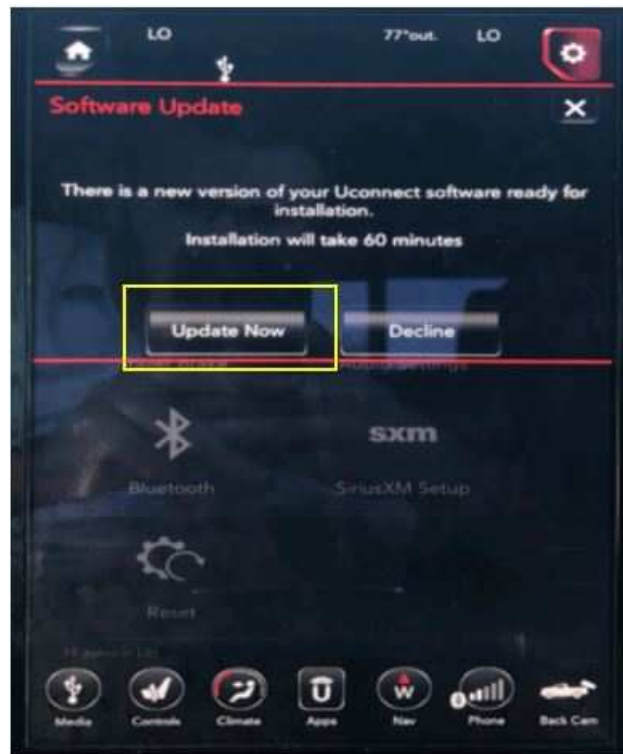 LO 77°out. LO
Software Update
There is a new version of your Uconnect software ready for
installation.
Installation will take 60 minutes
Update Now Decline
sxm
Bluetooth SiriusXM Setup
Reset
W
Media Controls Climate Apps Nav Phone Back Cam